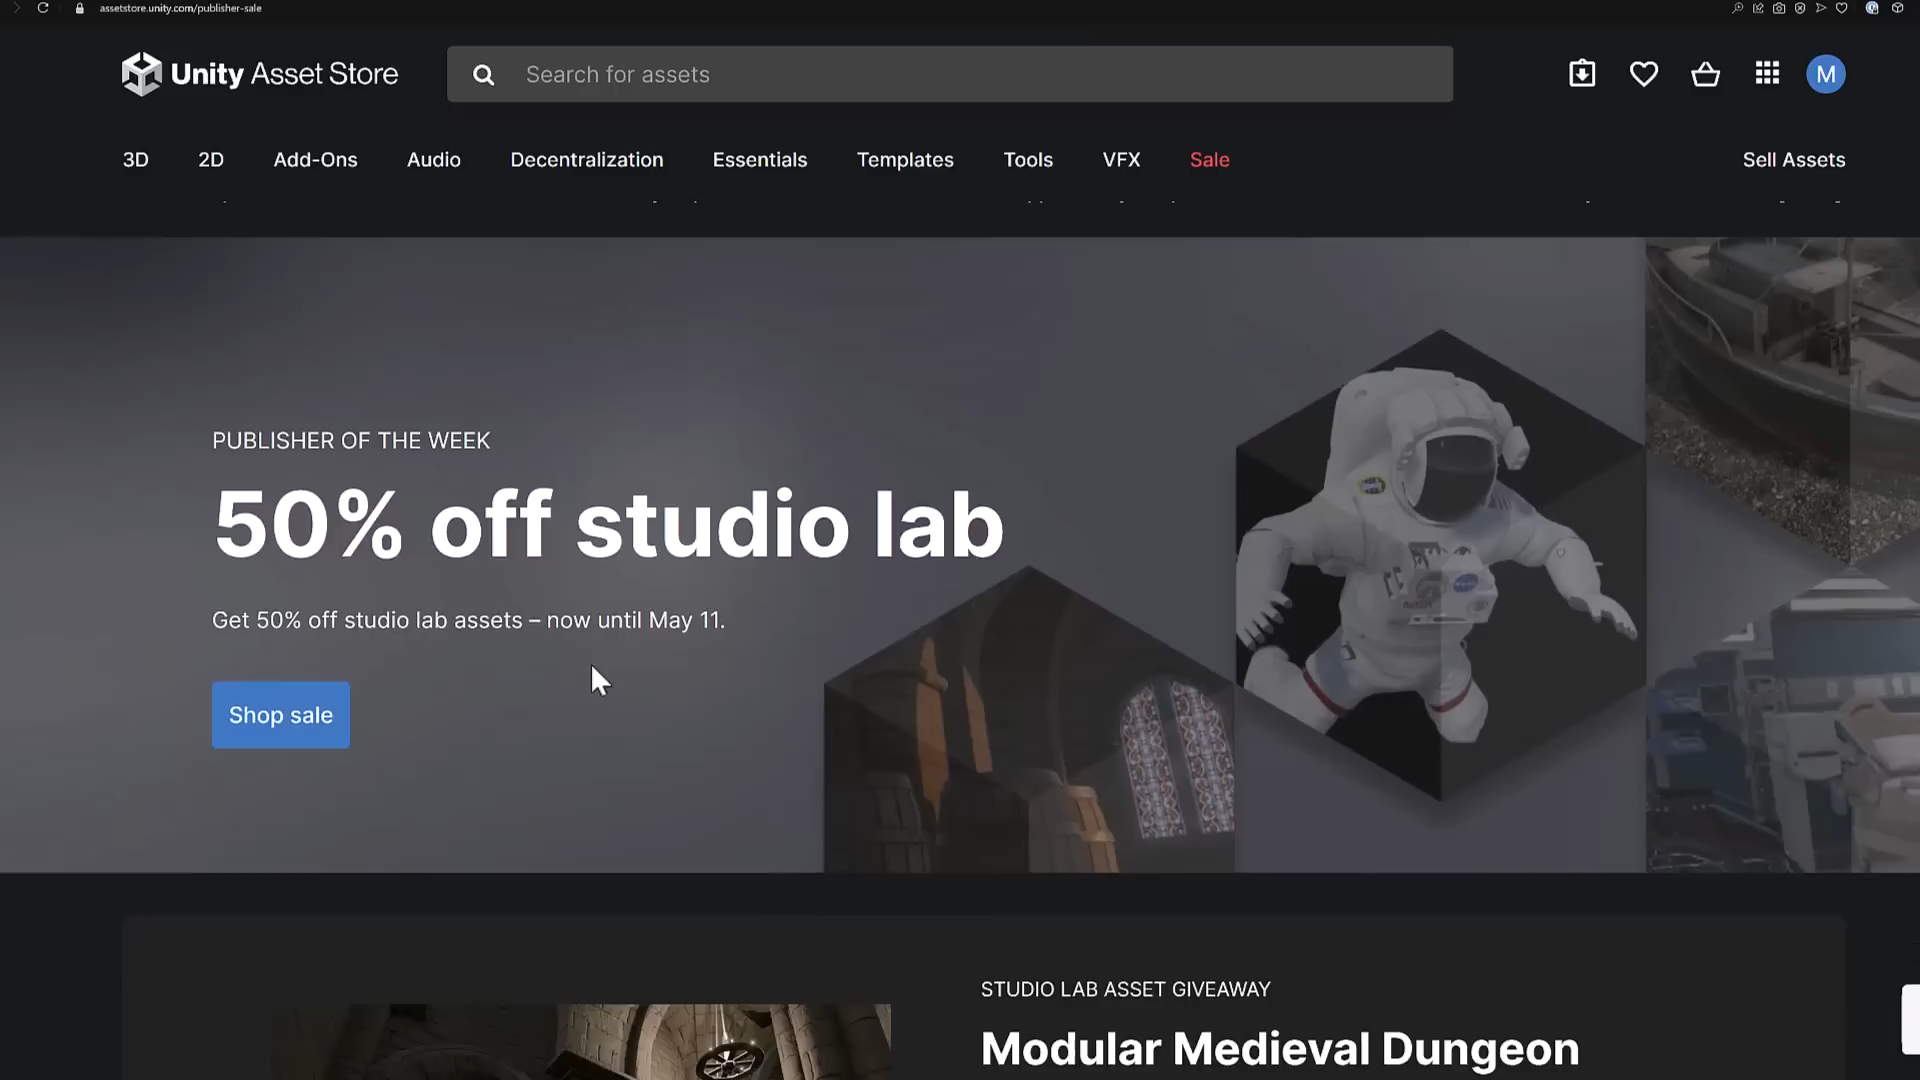 assetstore.unity.com/publisher-sale
Unity Asset Store
Search for assets
M
3D 2D Add-Ons Audio Decentralization Essentials Templates Tools VFX Sale Sell Assets
PUBLISHER OF THE WEEK
50% off studio lab
Get 50% off studio lab assets – now until May 11.
Shop sale
STUDIO LAB ASSET GIVEAWAY
Modular Medieval Dungeon